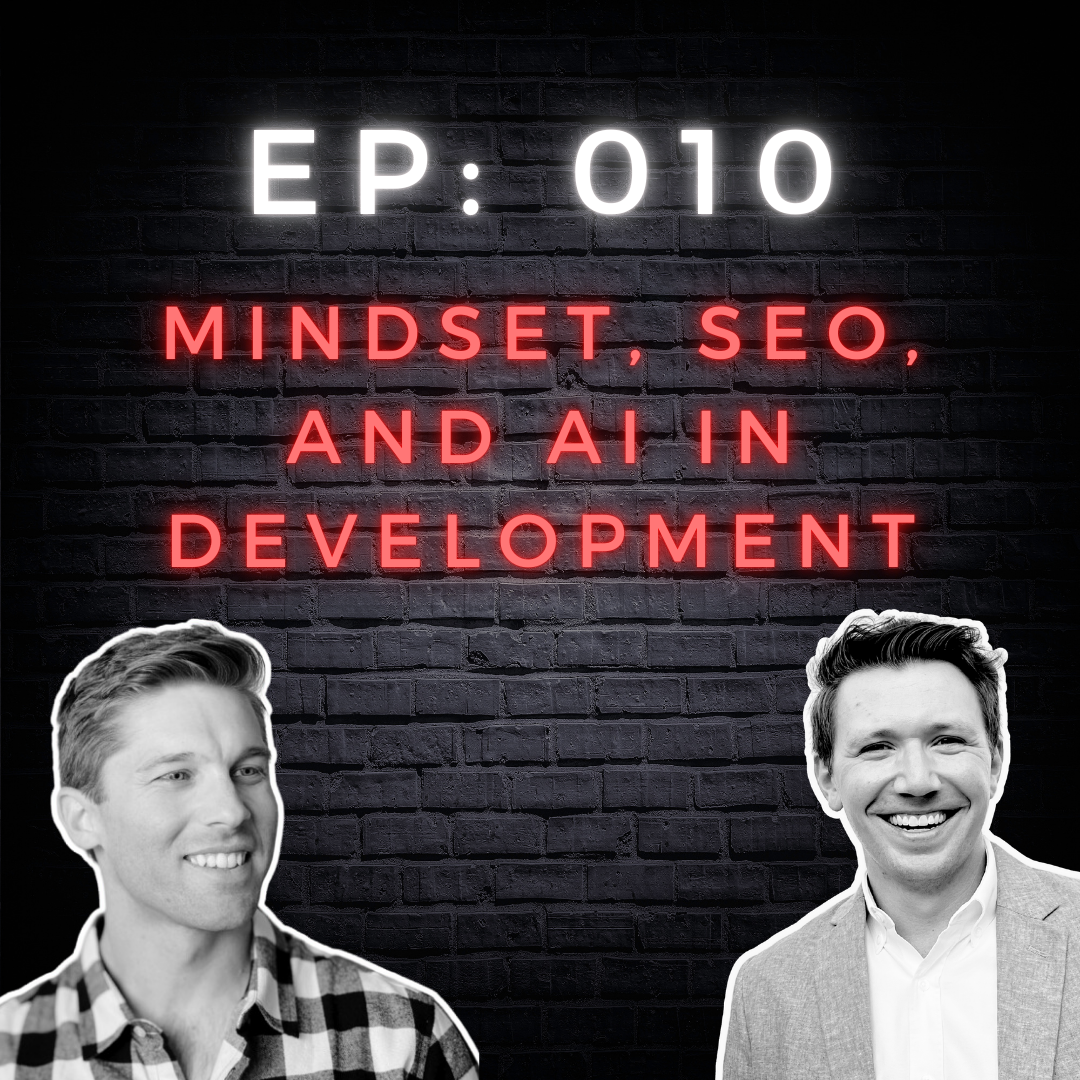 EP: 010
MINDSET, SEO,
AND AI IN
DEVELOPMENT